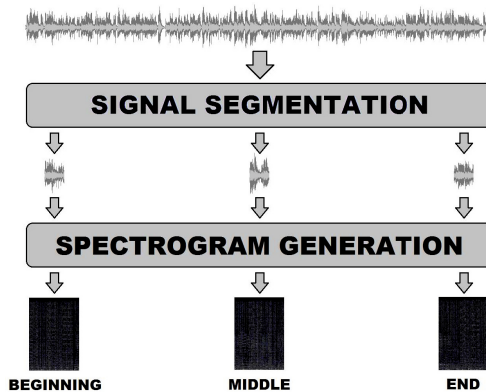 SIGNAL SEGMENTATION
SPECTROGRAM GENERATION
BEGINNING MIDDLE END